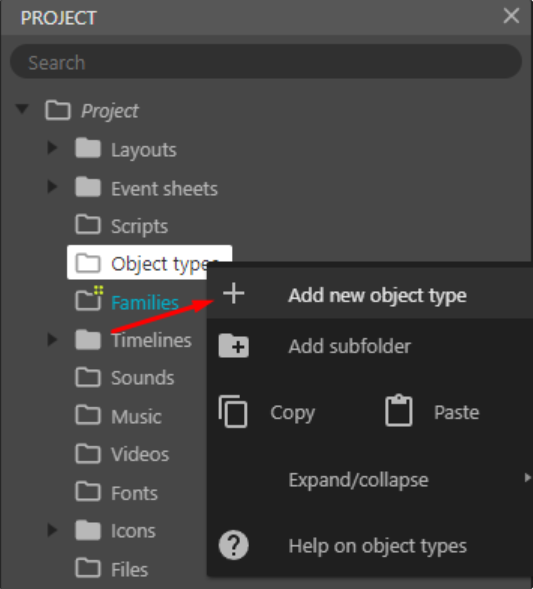 PROJECT
Search
Project
Layouts
Event sheets
Scripts
Object types
Families
Add new object type
Timelines
Add subfolder
Sounds
Music
Copy
Paste
Videos
Fonts
Expand/collapse
Icons
Help on object types
Files